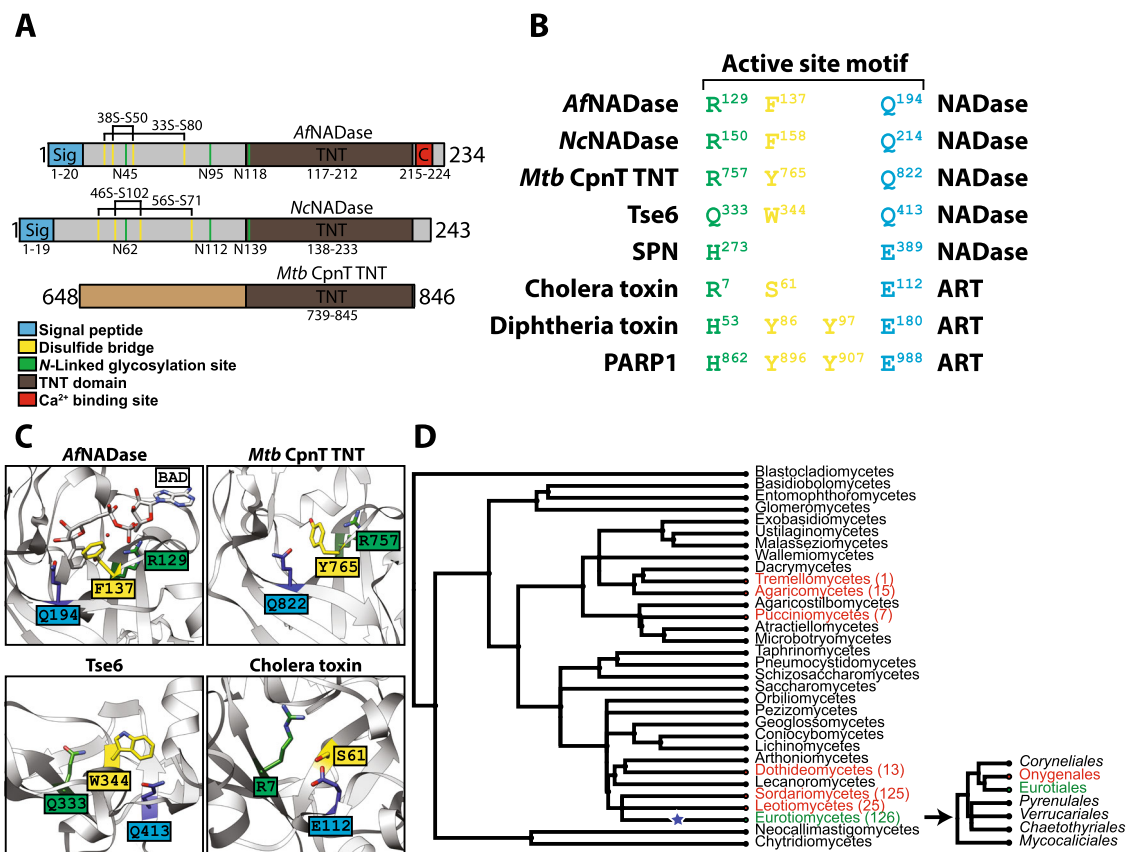 A
38S-S50
33S-S80
AfNADase
1 Sig TNT C 234
1-20 N45 N95 N118 117-212 215-224
46S-S102
56S-S71
NcNADase
1 Sig TNT 243
1-19 N62 N112 N139 138-233
Mtb CpnT TNT
648 TNT 846
739-845
Signal peptide
Disulfide bridge
N-Linked glycosylation site
TNT domain
Ca2+ binding site
B
Active site motif
AfNADase R129 F137 Q194 NADase
NcNADase R150 F158 Q214 NADase
Mtb CpnT TNT R757 Y765 Q822 NADase
Tse6 Q333 W344 Q413 NADase
SPN H273 E389 NADase
Cholera toxin R7 S61 E112 ART
Diphtheria toxin H53 Y86 Y97 E180 ART
PARP1 H862 Y896 Y907 E988 ART
C
AfNADase
BAD
R129
F137
Q194
Mtb CpnT TNT
R757
Y765
Q822
Tse6
W344
Q333
Q413
Cholera toxin
S61
R7
E112
D
Blastocladiomycetes
Basidiobolomycetes
Entomophthoromycetes
Glomeromycetes
Exobasidiomycetes
Ustilaginomycetes
Malasseziomycetes
Wallemiomycetes
Dacrymycetes
Tremellomycetes (1)
Agaricomycetes (15)
Agaricostilbomycetes
Pucciniomycetes (7)
Atractiellomycetes
Microbotryomycetes
Taphrinomycetes
Pneumocystidomycetes
Schizosaccharomycetes
Saccharomycetes
Orbiliomycetes
Pezizomycetes
Geoglossomycetes
Coniocybomycetes
Lichinomycetes
Arthoniomycetes
Dothideomycetes (13)
Lecanoromycetes
Sordariomycetes (125)
Leotiomycetes (25)
Eurotiomycetes (126)
Neocallimastigomycetes
Chytridiomycetes
Coryneliales
Onygenales
Eurotiales
Pyrenulales
Verrucariales
Chaetothyriales
Mycocaliciales